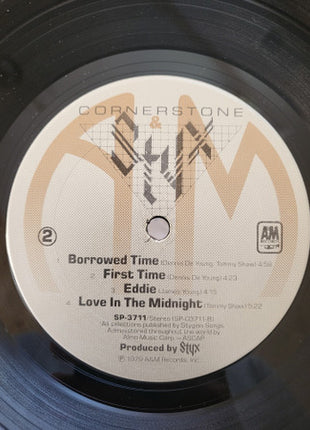 CORNERSTONE
&
STYX
AM
A&M
RECORDS
2
1 Borrowed Time (Dennis De Young, Tommy Shaw) 4:58
2 First Time (Dennis De Young) 4:23
3 Eddie (James Young) 4:15
4 Love In The Midnight (Tommy Shaw) 5:22
SP-3711/Stereo (SP-03711-B)
All selections published by Stygian Songs.
Administered throughout the world by
Almo Music Corp. – ASCAP
Produced by Styx
℗ 1979 A&M Records, Inc.